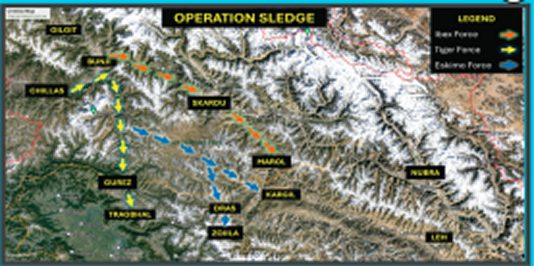 OPERATION SLEDGE
LEGEND
Ibex Force
Tiger Force
Eskimo Force
GILGIT
BUNJI
CHILLAS
SKARDU
MAROL
NUBRA
GUREZ
KARGIL
TRAGBHAL
DRAS
ZOJILA
LEH